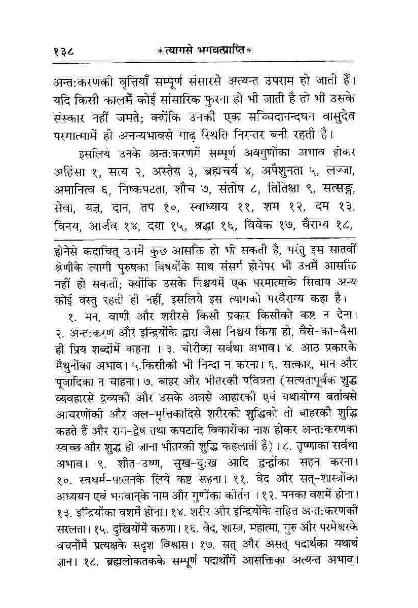 १३८ *त्यागसे भगवत्प्राप्ति*
अन्तःकरणकी वृत्तियाँ सम्पूर्ण संसारसे अत्यन्त उपराम हो जाती हैं।
यदि किसी कालमें कोई सांसारिक फुरना हो भी जाती है तो भी उसके
संस्कार नहीं जमते; क्योंकि उनकी एक सच्चिदानन्दघन वासुदेव
परमात्मामें ही अनन्यभावसे गाढ़ स्थिति निरन्तर बनी रहती है।
इसलिये उनके अन्तःकरणमें सम्पूर्ण अवगुणोंका अभाव होकर
अहिंसा १, सत्य २, अस्तेय ३, ब्रह्मचर्य ४, अपैशुनता ५, लज्जा,
अमानित्व ६, निष्कपटता, शौच ७, संतोष ८, तितिक्षा ९, सत्सङ्ग,
सेवा, यज्ञ, दान, तप १०, स्वाध्याय ११, शम १२, दम १३,
विनय, आर्जव १४, दया १५, श्रद्धा १६, विवेक १७, वैराग्य १८,
होनेसे कदाचित् उनमें कुछ आसक्ति हो भी सकती है, परंतु इस सातवीं
श्रेणीके त्यागी पुरुषका विषयोंके साथ संसर्ग होनेपर भी उनमें आसक्ति
नहीं हो सकती; क्योंकि उसके निश्चयमें एक परमात्माके सिवाय अन्य
कोई वस्तु रहती ही नहीं, इसलिये इस त्यागको परवैराग्य कहा है।
१. मन, वाणी और शरीरसे किसी प्रकार किसीको कष्ट न देना।
२. अन्तःकरण और इन्द्रियोंके द्वारा जैसा निश्चय किया हो, वैसे-का-वैसा
ही प्रिय शब्दोंमें कहना । ३. चोरीका सर्वथा अभाव। ४. आठ प्रकारके
मैथुनोंका अभाव। ५.किसीकी भी निन्दा न करना। ६. सत्कार, मान और
पूजादिका न चाहना। ७. बाहर और भीतरकी पवित्रता (सत्यतापूर्वक शुद्ध
व्यवहारसे द्रव्यकी और उसके अन्नसे आहारकी एवं यथायोग्य बर्तावसे
आचरणोंकी और जल-मृत्तिकादिसे शरीरकी शुद्धिको तो बाहरकी शुद्धि
कहते हैं और राग-द्वेष तथा कपटादि विकारोंका नाश होकर अन्तःकरणका
स्वच्छ और शुद्ध हो जाना भीतरकी शुद्धि कहलाती है)। ८. तृष्णाका सर्वथा
अभाव। ९. शीत-उष्ण, सुख-दुःख आदि द्वन्द्वोंका सहन करना।
१०. स्वधर्म-पालनके लिये कष्ट सहना। ११. वेद और सत्-शास्त्रोंका
अध्ययन एवं भगवान्‌के नाम और गुणोंका कीर्तन । १२. मनका वशमें होना।
१३. इन्द्रियोंका वशमें होना। १४. शरीर और इन्द्रियोंके सहित अन्तःकरणकी
सरलता। १५. दुखियोंमें करुणा। १६. वेद, शास्त्र, महात्मा, गुरु और परमेश्वरके
वचनोंमें प्रत्यक्षके सदृश विश्वास। १७. सत् और असत् पदार्थका यथार्थ
ज्ञान। १८. ब्रह्मलोकतकके सम्पूर्ण पदार्थोंमें आसक्तिका अत्यन्त अभाव।